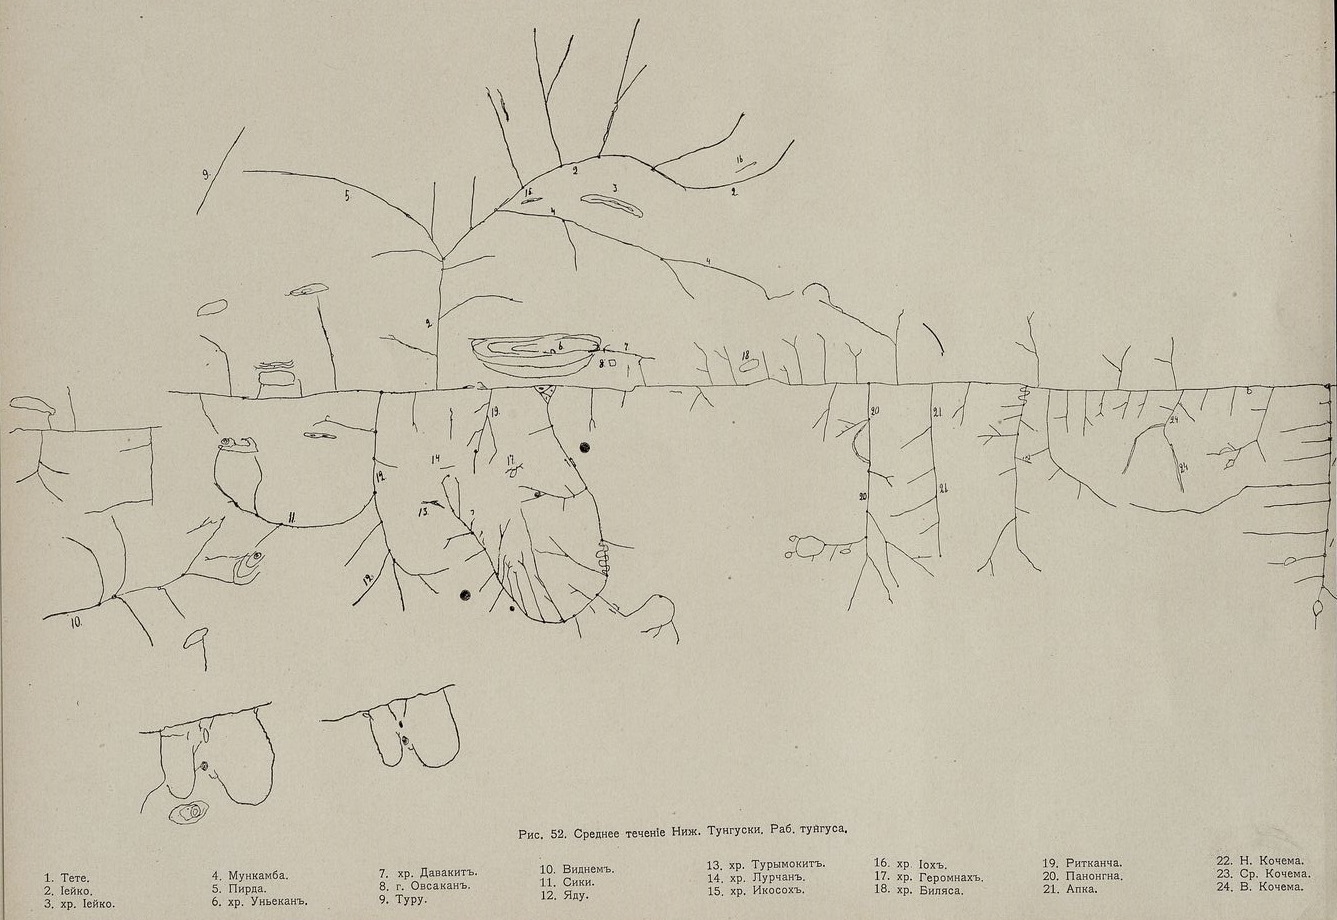 9.
5.
2
16
2.
16.
3
4
4
2.
6
7.
8.
18
19.
20
21
24
14
17.
12.
13.
11.
24
20
21.
12.
10.
Рис. 52. Среднее теченіе Ниж. Тунгуски. Раб. тунгуса.
1. Тете.
2. Іейко.
3. хр. Іейко.
4. Мункамба.
5. Пирда.
6. хр. Уньеканъ.
7. хр. Давакитъ.
8. г. Овсаканъ.
9. Туру.
10. Виднемъ.
11. Сики.
12. Яду.
13. хр. Турымокитъ.
14. хр. Лурчанъ.
15. хр. Икосохъ.
16. хр. Іохъ.
17. хр. Геромнахъ.
18. хр. Биляса.
19. Ритканча.
20. Панонгна.
21. Апка.
22. Н. Кочема.
23. Ср. Кочема.
24. В. Кочема.